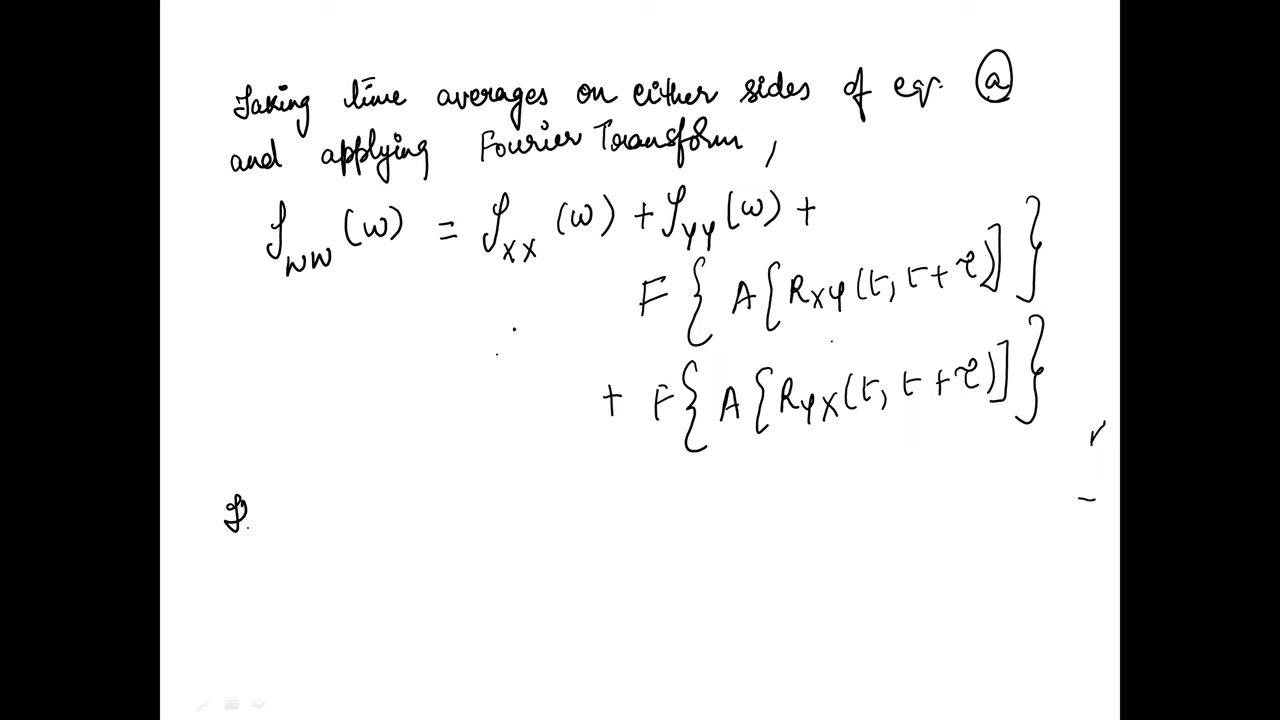 Taking time averages on either sides of eq. ⓐ
and applying Fourier Transform,
𝒮_WW (ω) = 𝒮_XX (ω) + 𝒮_YY (ω) +
F { A [ R_XY (t, t+τ) ] }
+ F { A [ R_YX (t, t+τ) ] }